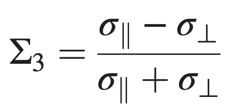 Σ₃ = (σ∥ − σ⊥) / (σ∥ + σ⊥)